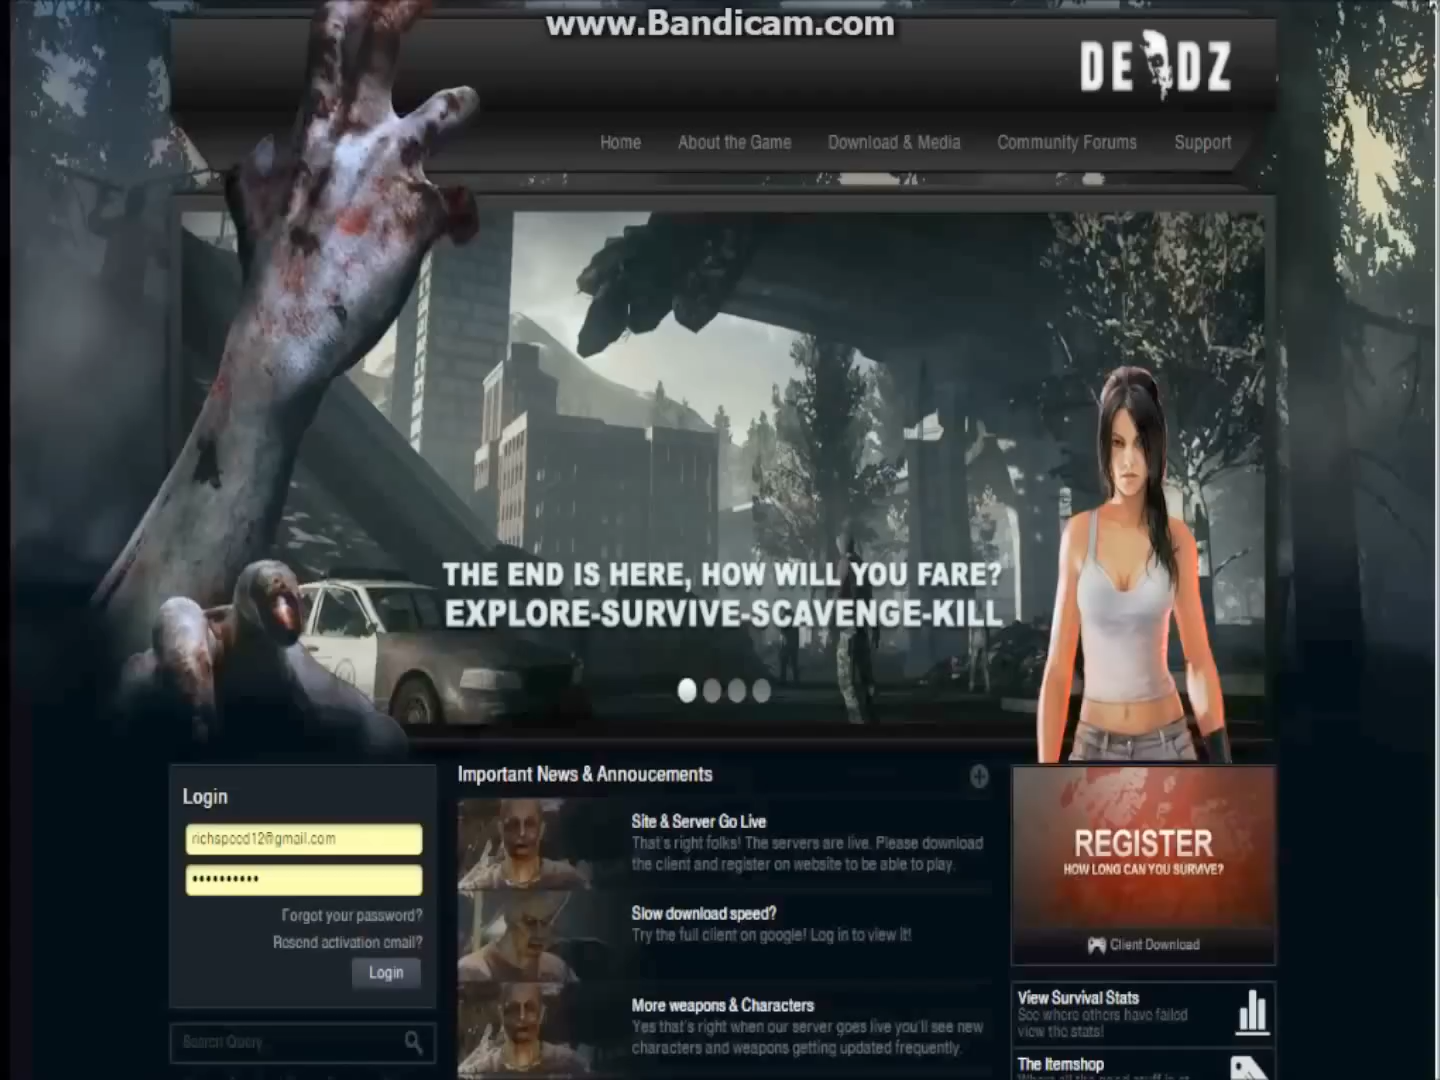 www.Bandicam.com
DE DZ
Home About the Game Download & Media Community Forums Support
THE END IS HERE, HOW WILL YOU FARE?
EXPLORE-SURVIVE-SCAVENGE-KILL
Login
richspeed12@gmail.com
Forgot your password?
Resend activation email?
Login
Search Query
Important News & Annoucements
Site & Server Go Live
That's right folks! The servers are live. Please download
the client and register on website to be able to play.
Slow download speed?
Try the full client on google! Log in to view it!
More weapons & Characters
Yes that's right when our server goes live you'll see new
characters and weapons getting updated frequently.
REGISTER
HOW LONG CAN YOU SURVIVE?
Client Download
View Survival Stats
See where others have failed
view the stats!
The Itemshop